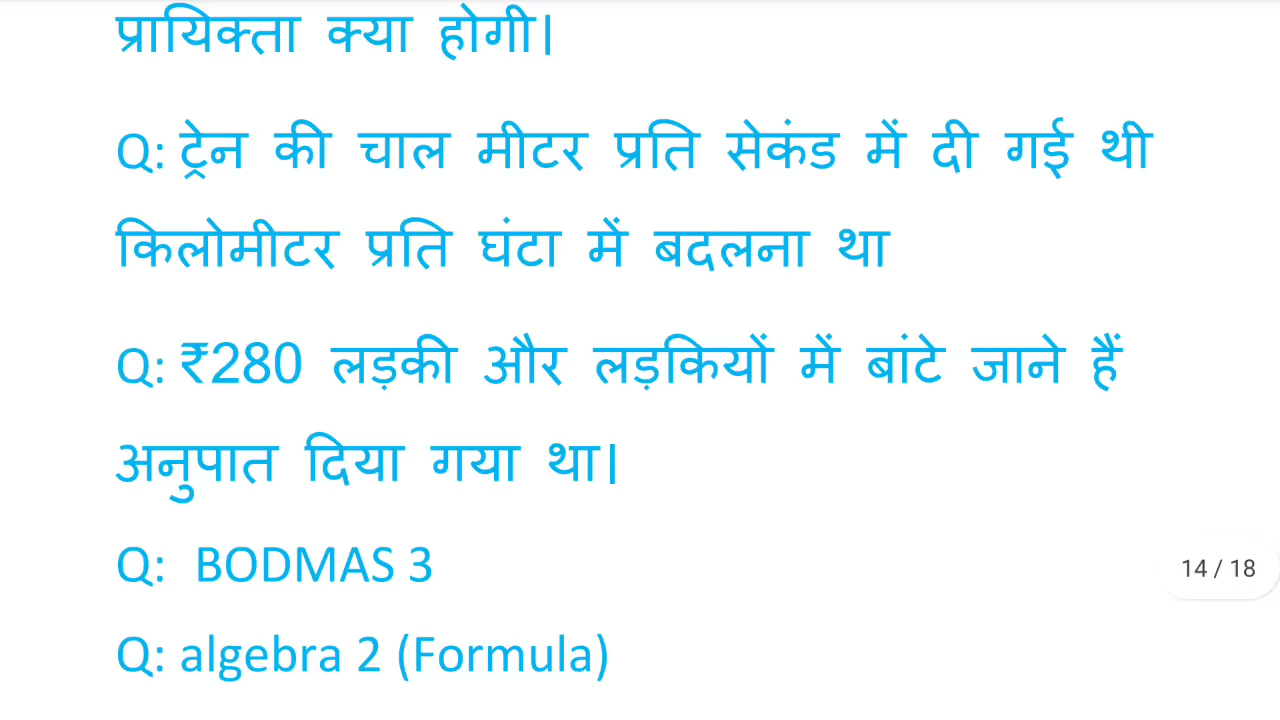 प्रायिक्ता क्या होगी।
Q: ट्रेन की चाल मीटर प्रति सेकंड में दी गई थी
किलोमीटर प्रति घंटा में बदलना था
Q: ₹280 लड़की और लड़कियों में बांटे जाने हैं
अनुपात दिया गया था।
Q: BODMAS 3
14 / 18
Q: algebra 2 (Formula)